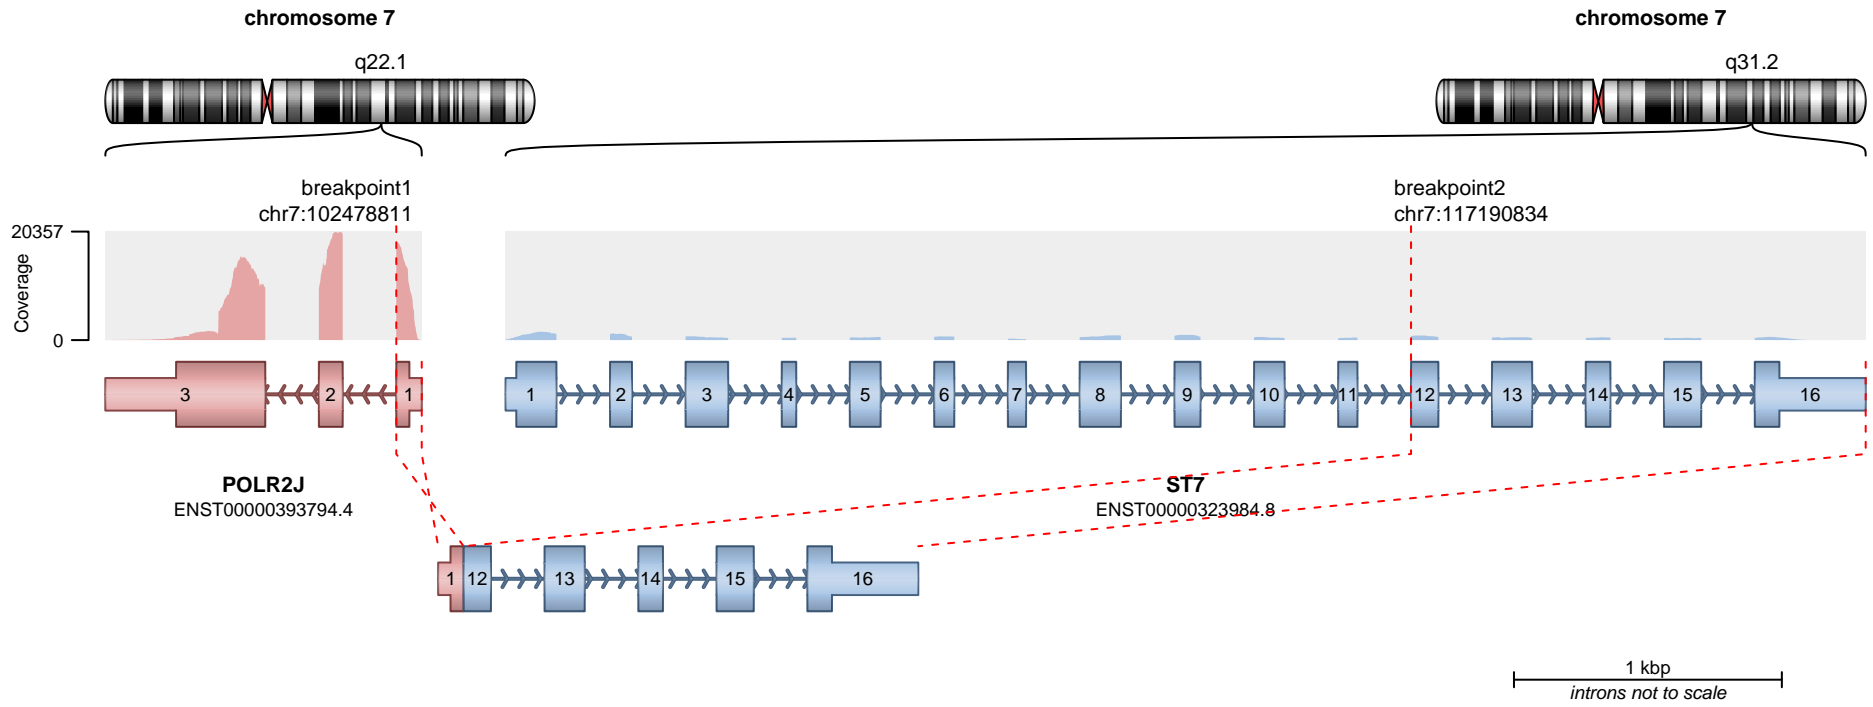 chromosome 7
chromosome 7
q22.1
q31.2
breakpoint1
chr7:102478811
breakpoint2
chr7:117190834
20357
Coverage
0
3 2 1
1 2 3 4 5 6 7 8 9 10 11 12 13 14 15 16
POLR2J
ENST00000393794.4
ST7
ENST00000323984.8
1 12 13 14 15 16
1 kbp
introns not to scale